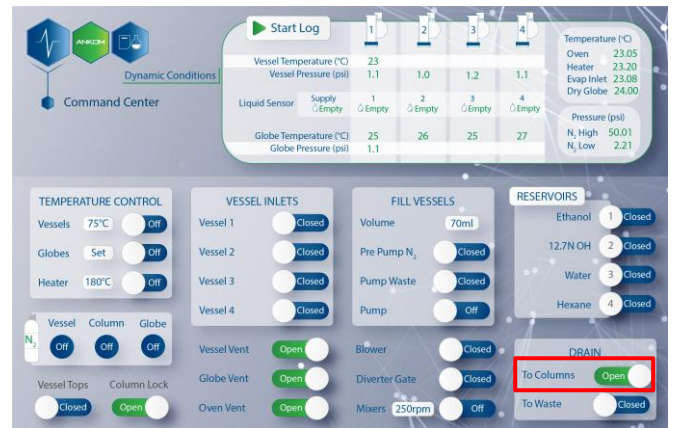 ANKOM
Dynamic Conditions
Command Center
Start Log 1 2 3 4
Vessel Temperature (°C) 23
Vessel Pressure (psi) 1.1 1.0 1.2 1.1
Liquid Sensor Supply Empty 1 Empty 2 Empty 3 Empty 4 Empty
Globe Temperature (°C) 25 26 25 27
Globe Pressure (psi) 1.1
Temperature (°C)
Oven 23.05
Heater 23.20
Evap Inlet 23.08
Dry Globe 24.00
Pressure (psi)
N2 High 50.01
N2 Low 2.21
TEMPERATURE CONTROL
Vessels 75°C Off
Globes Set Off
Heater 180°C Off
N2
Vessel Column Globe
Off Off Off
Vessel Tops Column Lock
Closed Open
VESSEL INLETS
Vessel 1 Closed
Vessel 2 Closed
Vessel 3 Closed
Vessel 4 Closed
Vessel Vent Open
Globe Vent Open
Oven Vent Open
FILL VESSELS
Volume 70ml
Pre Pump N2 Closed
Pump Waste Closed
Pump Off
Blower Closed
Diverter Gate Closed
Mixers 250rpm Off
RESERVOIRS
Ethanol 1 Closed
12.7N OH 2 Closed
Water 3 Closed
Hexane 4 Closed
DRAIN
To Columns Open
To Waste Closed